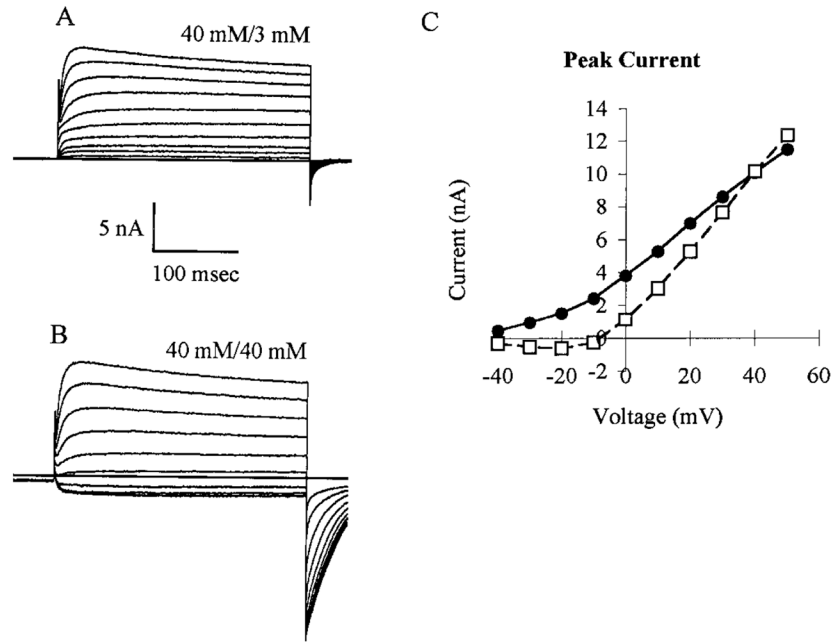 A
40 mM/3 mM
5 nA
100 msec
B
40 mM/40 mM
C
Peak Current
14
12
10
8
6
4
2
0
-2
-40
-20
0
20
40
60
Current (nA)
Voltage (mV)